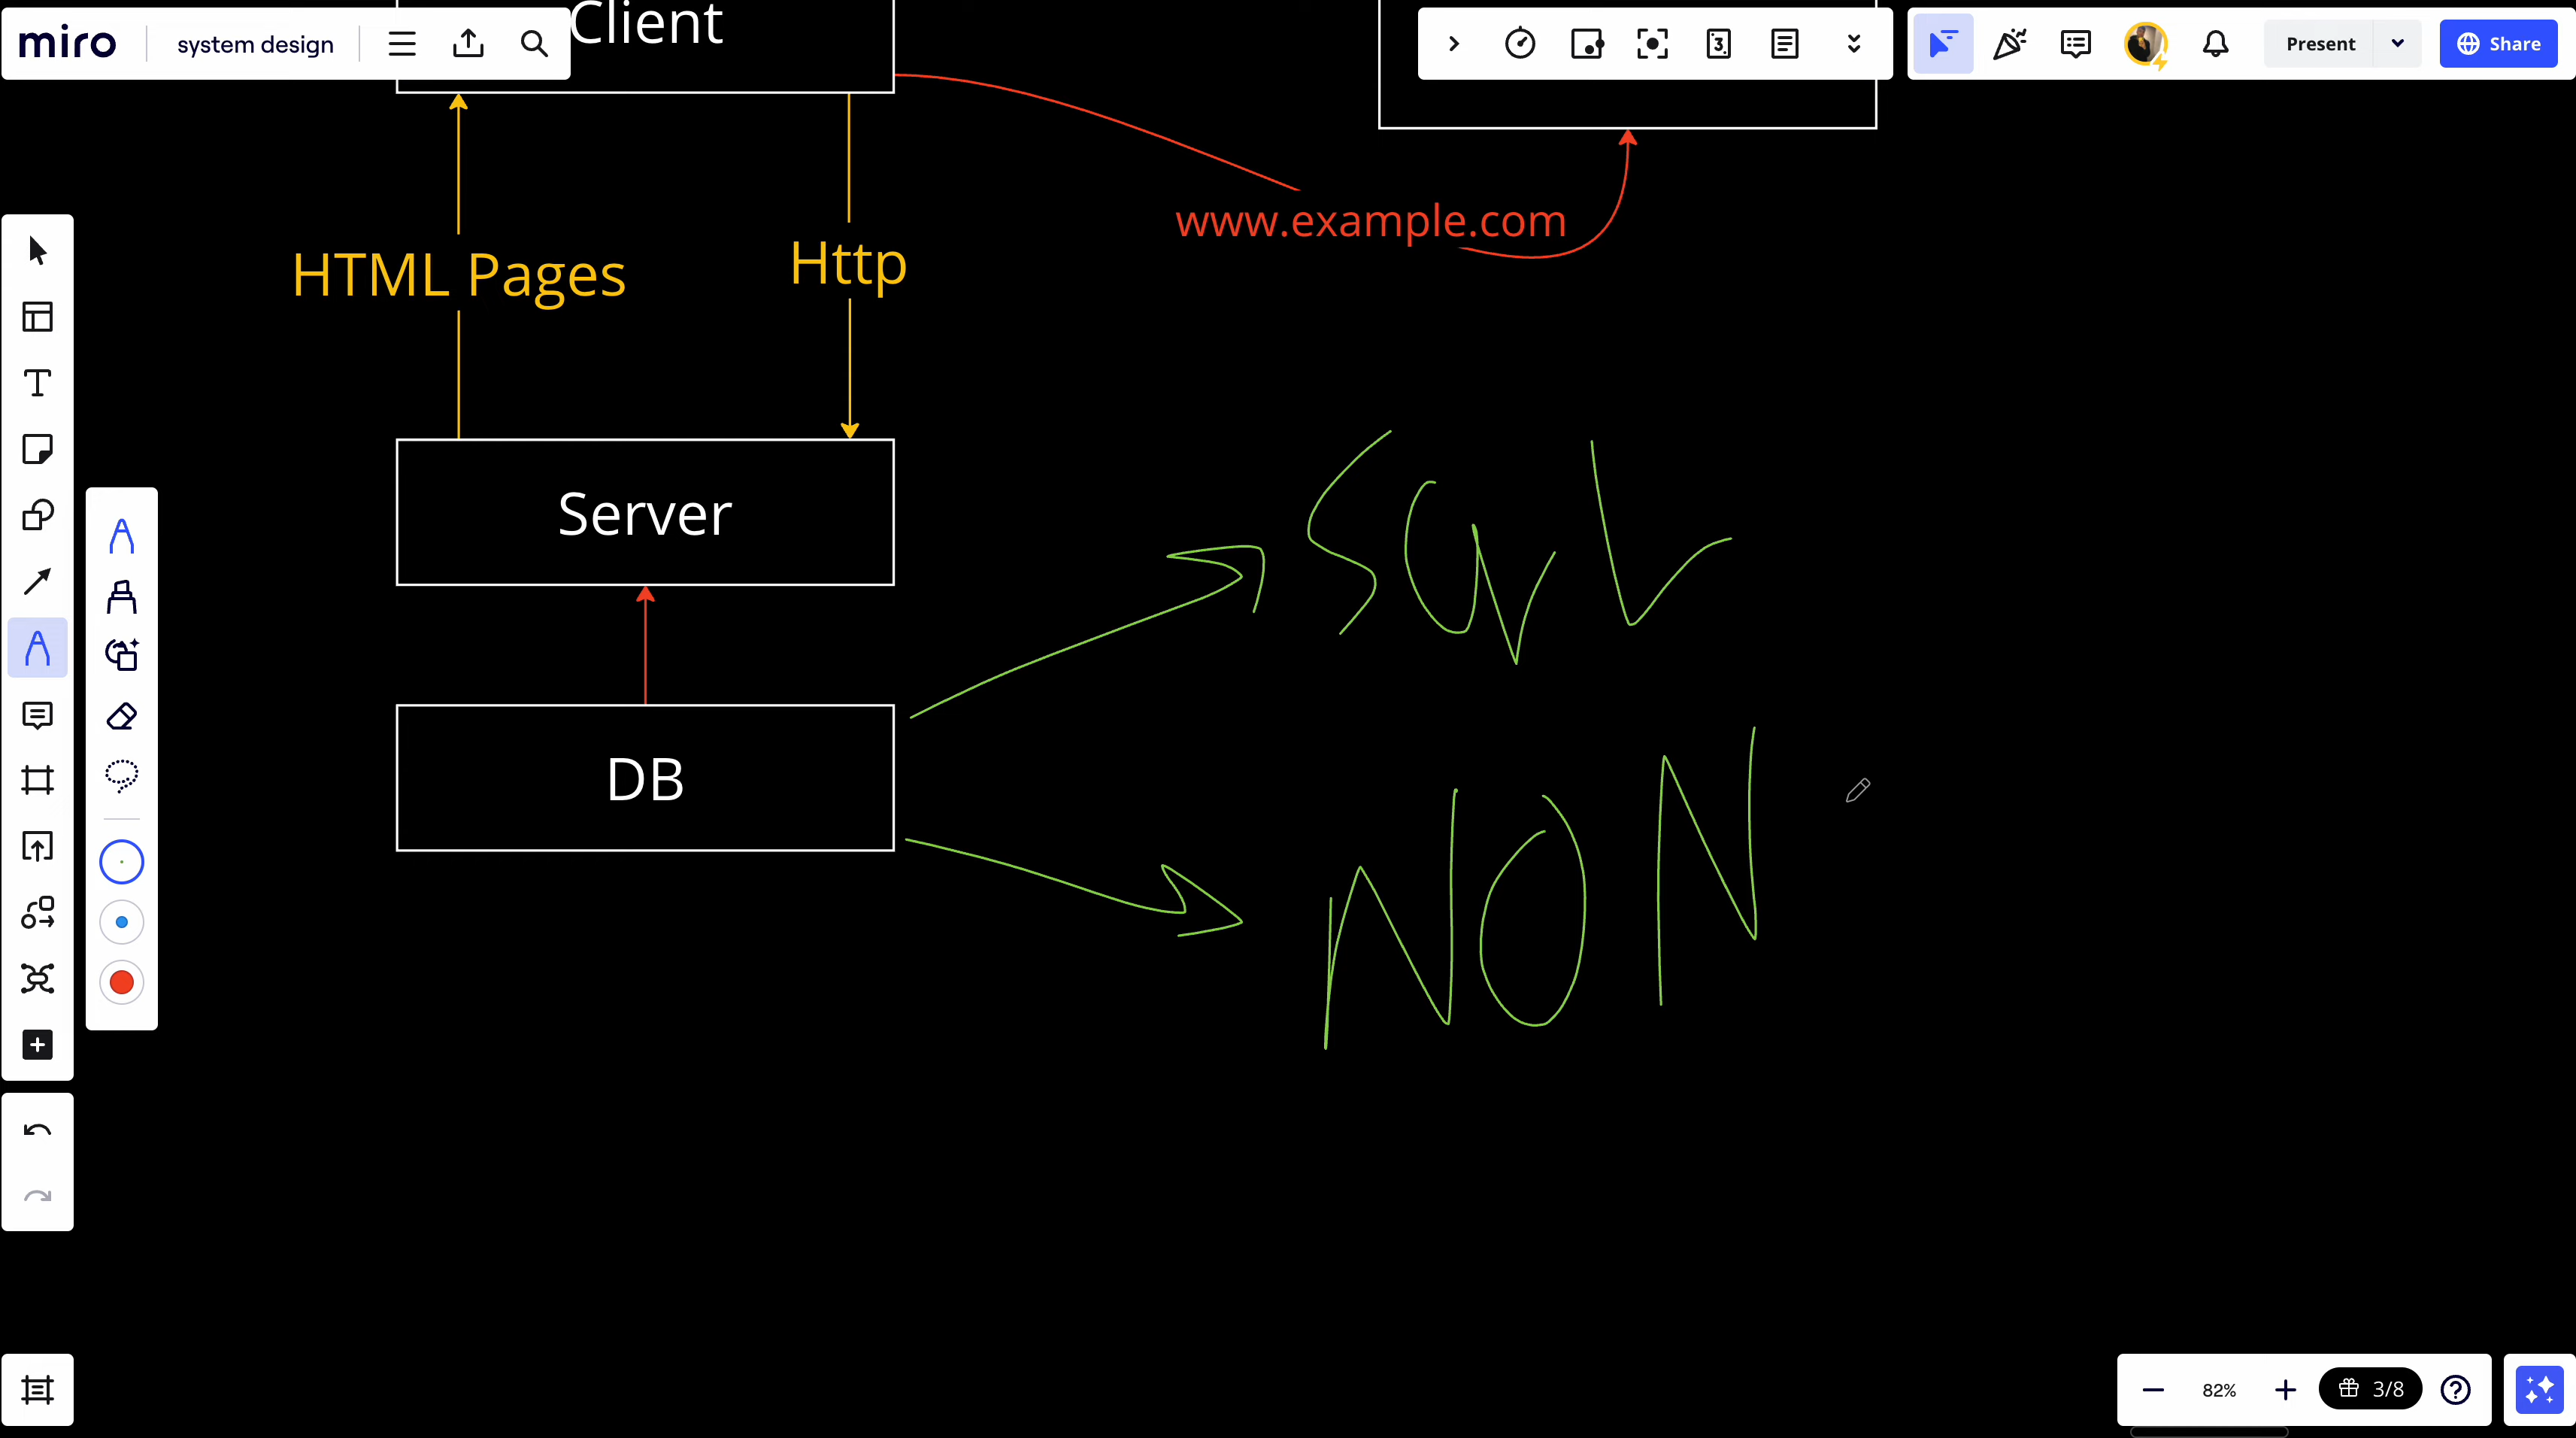 Client
miro system design
3
Present
Share
www.example.com
HTML Pages
Http
Server
SqL
DB
NON
82%
3/8